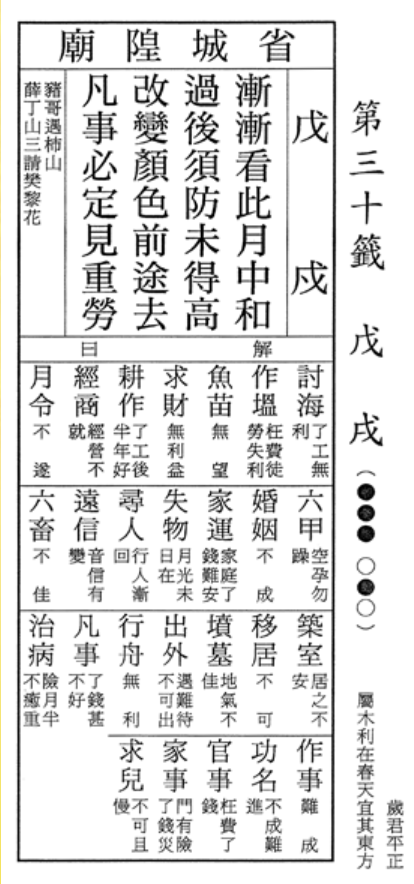 省城隍廟
戊戌
漸漸看此月中和
過後須防未得高
改變顏色前途去
凡事必定見重勞
豬哥遇柿山
薛丁山三請樊黎花
解曰
討海 了工無利
作塭 枉費徒勞失利
魚苗 無望
求財 無利益
耕作 了工後半年好
經商 經營不就
月令 不遂
六甲 空孕勿躁
婚姻 不成
家運 家庭了錢難安
失物 月光未日在
尋人 行人漸回
遠信 音信有變
六畜 不佳
築室 居之不安
移居 不可
墳墓 地氣不佳
出外 遇難待不可出
行舟 無利
凡事 了錢甚不好
治病 險月半不癒重
作事 難成
功名 不成難進
官事 枉費了錢
家事 門有險了錢災
求兒 不可且慢
第三十籤 戊戌
屬木利在春天宜其東方
歲君平正